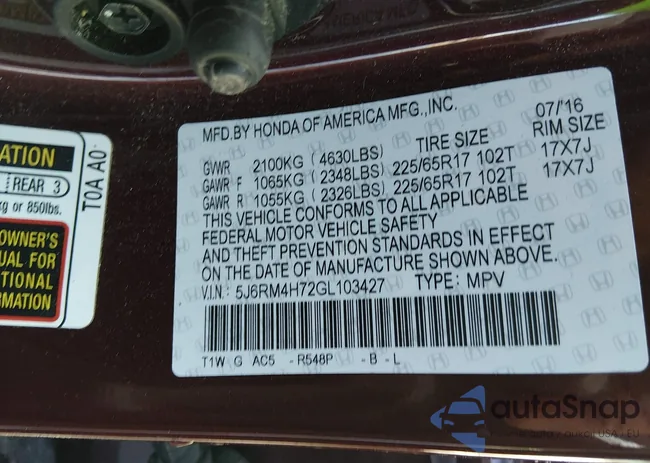 ATION
REAR 3
kg or 850lbs.
OWNER'S
UAL FOR
TIONAL
RMATION
T0A A0
MFD.BY HONDA OF AMERICA MFG.,INC. 07/'16
TIRE SIZE RIM SIZE
GVWR 2100KG ( 4630LBS)
GAWR F 1065KG ( 2348LBS) 225/65R17 102T 17X7J
GAWR R 1055KG ( 2326LBS) 225/65R17 102T 17X7J
THIS VEHICLE CONFORMS TO ALL APPLICABLE
FEDERAL MOTOR VEHICLE SAFETY
AND THEFT PREVENTION STANDARDS IN EFFECT
ON THE DATE OF MANUFACTURE SHOWN ABOVE.
V.I.N.: 5J6RM4H72GL103427 TYPE: MPV
T1W G AC5 - R548P - B - L
autoSnap